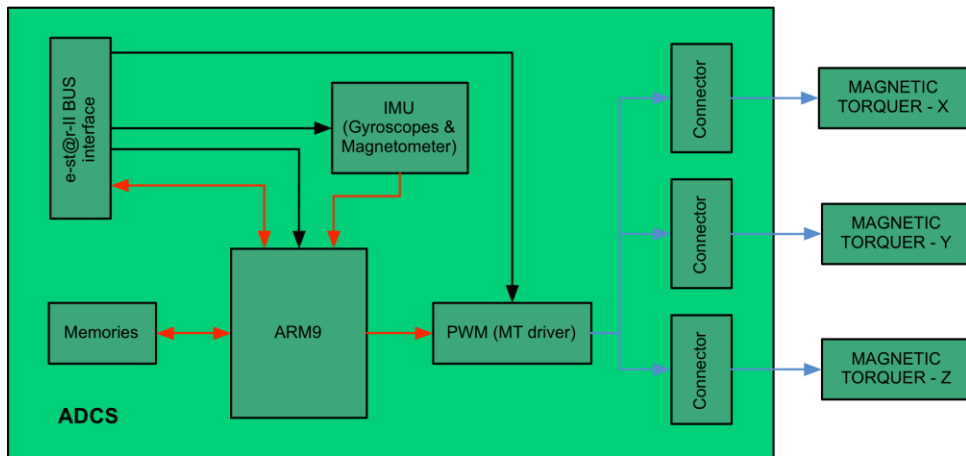 e-st@r-II BUS
interface
IMU
(Gyroscopes &
Magnetometer)
Connector
MAGNETIC
TORQUER - X
Connector
MAGNETIC
TORQUER - Y
Memories
ARM9
PWM (MT driver)
Connector
MAGNETIC
TORQUER - Z
ADCS